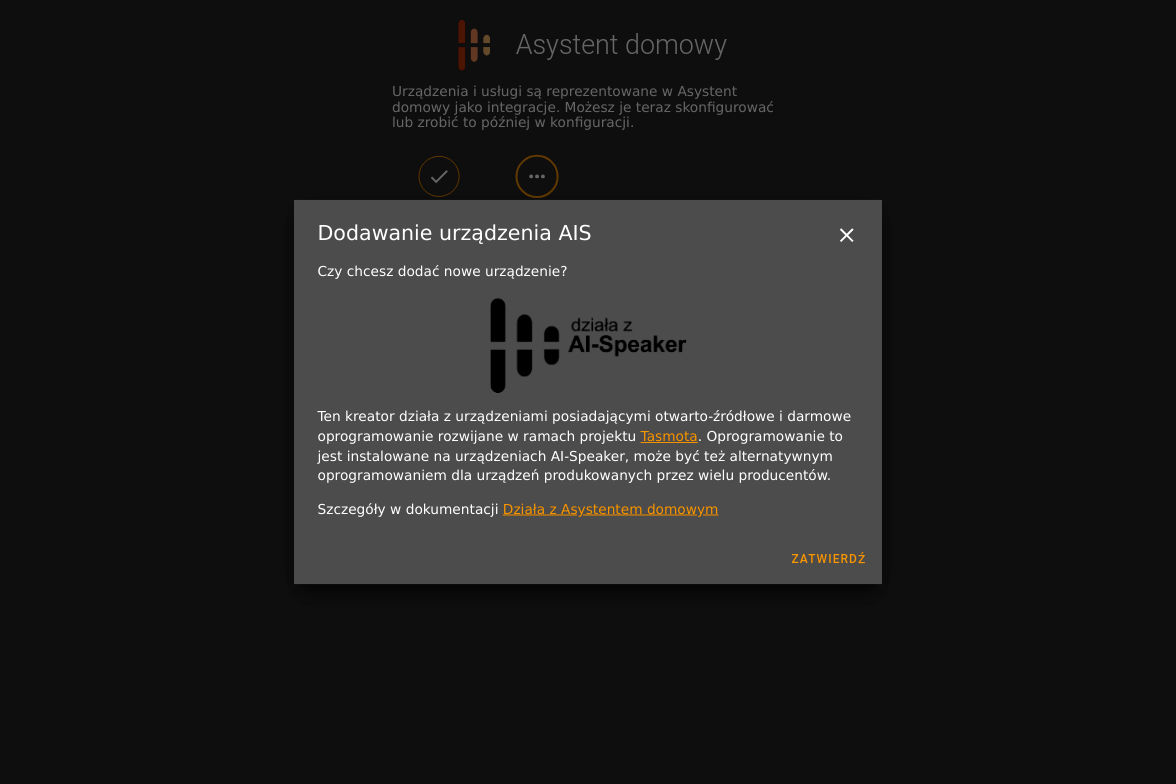 Asystent domowy
Urządzenia i usługi są reprezentowane w Asystent
domowy jako integracje. Możesz je teraz skonfigurować
lub zrobić to później w konfiguracji.
Dodawanie urządzenia AIS
Czy chcesz dodać nowe urządzenie?
działa z
AI-Speaker
Ten kreator działa z urządzeniami posiadającymi otwarto-źródłowe i darmowe
oprogramowanie rozwijane w ramach projektu Tasmota. Oprogramowanie to
jest instalowane na urządzeniach AI-Speaker, może być też alternatywnym
oprogramowaniem dla urządzeń produkowanych przez wielu producentów.
Szczegóły w dokumentacji Działa z Asystentem domowym
ZATWIERDŹ